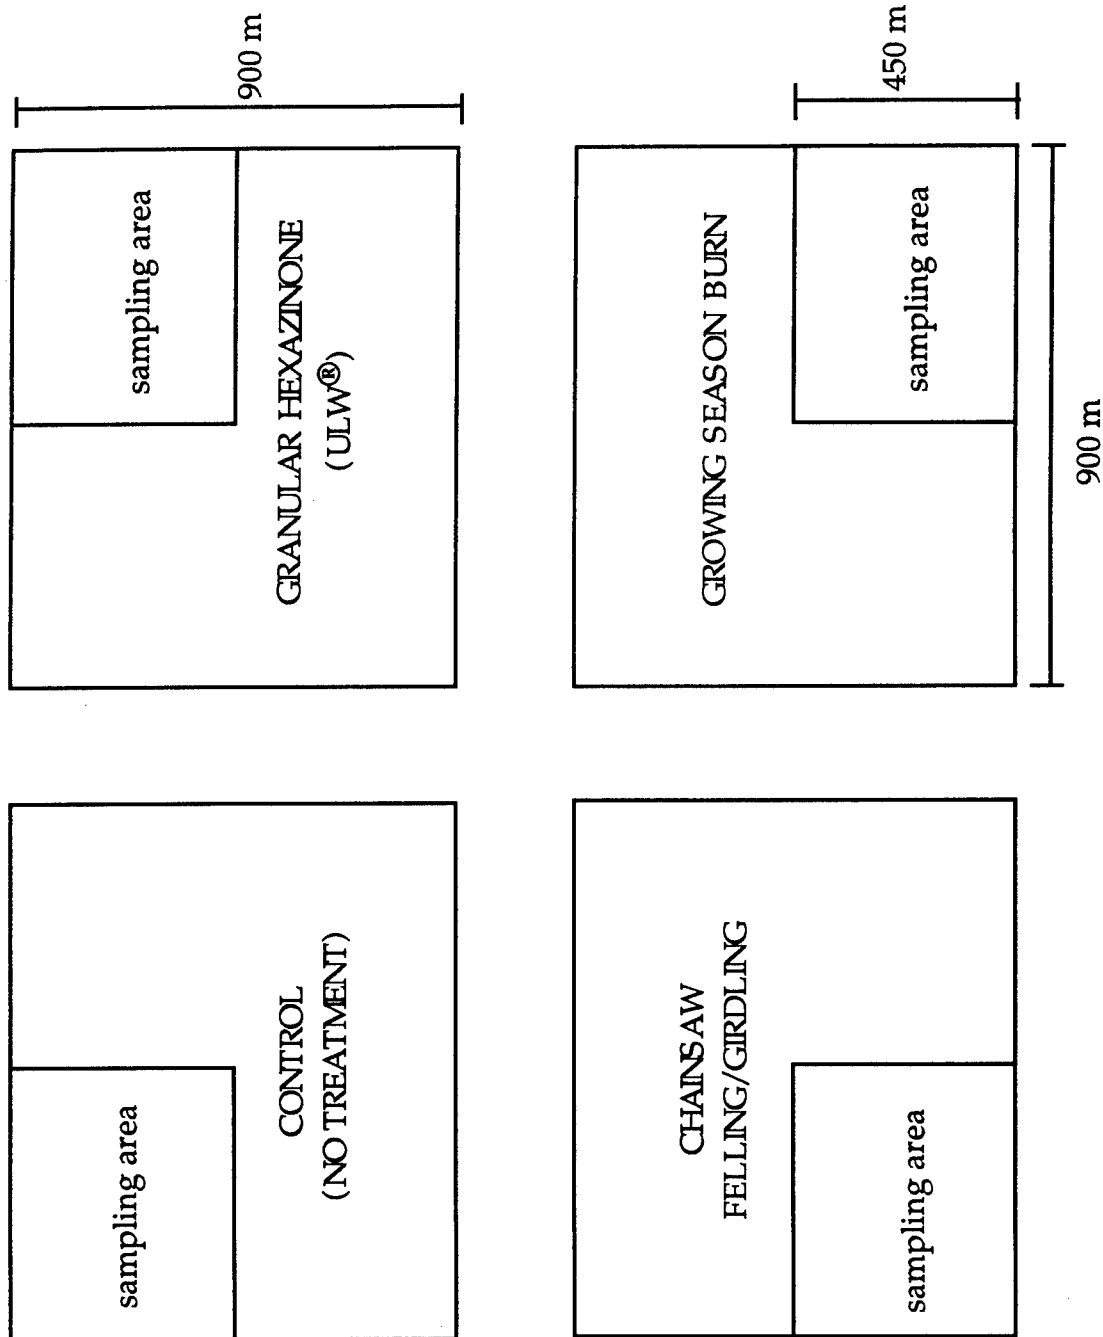 sampling area
CONTROL
(NO TREATMENT)
sampling area
GRANULAR HEXAZINONE
(ULW®)
900 m
CHAINSAW
FELLING/GIRDLING
sampling area
GROWING SEASON BURN
sampling area
450 m
900 m